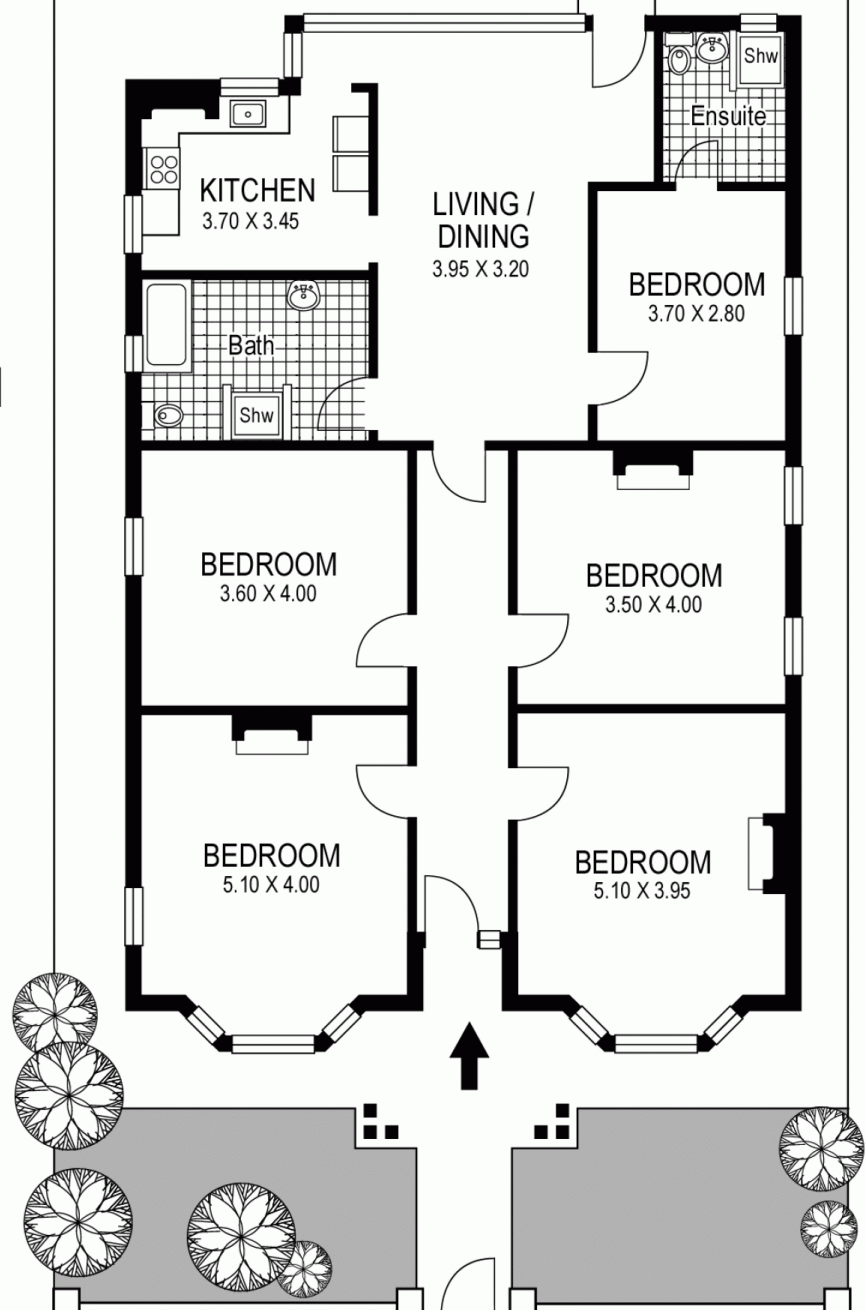 Shw
Ensuite
KITCHEN
3.70 X 3.45
LIVING /
DINING
3.95 X 3.20
BEDROOM
3.70 X 2.80
Bath
Shw
BEDROOM
3.60 X 4.00
BEDROOM
3.50 X 4.00
BEDROOM
5.10 X 4.00
BEDROOM
5.10 X 3.95